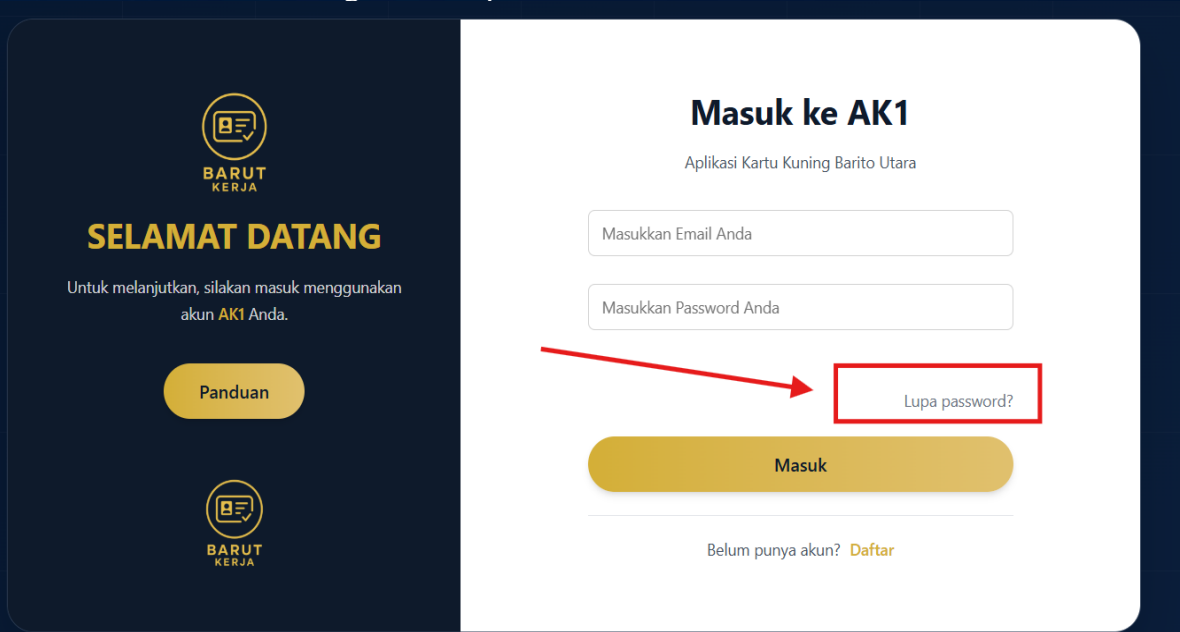 BARUT
KERJA
SELAMAT DATANG
Untuk melanjutkan, silakan masuk menggunakan
akun AK1 Anda.
Panduan
BARUT
KERJA
Masuk ke AK1
Aplikasi Kartu Kuning Barito Utara
Masukkan Email Anda
Masukkan Password Anda
Lupa password?
Masuk
Belum punya akun? Daftar